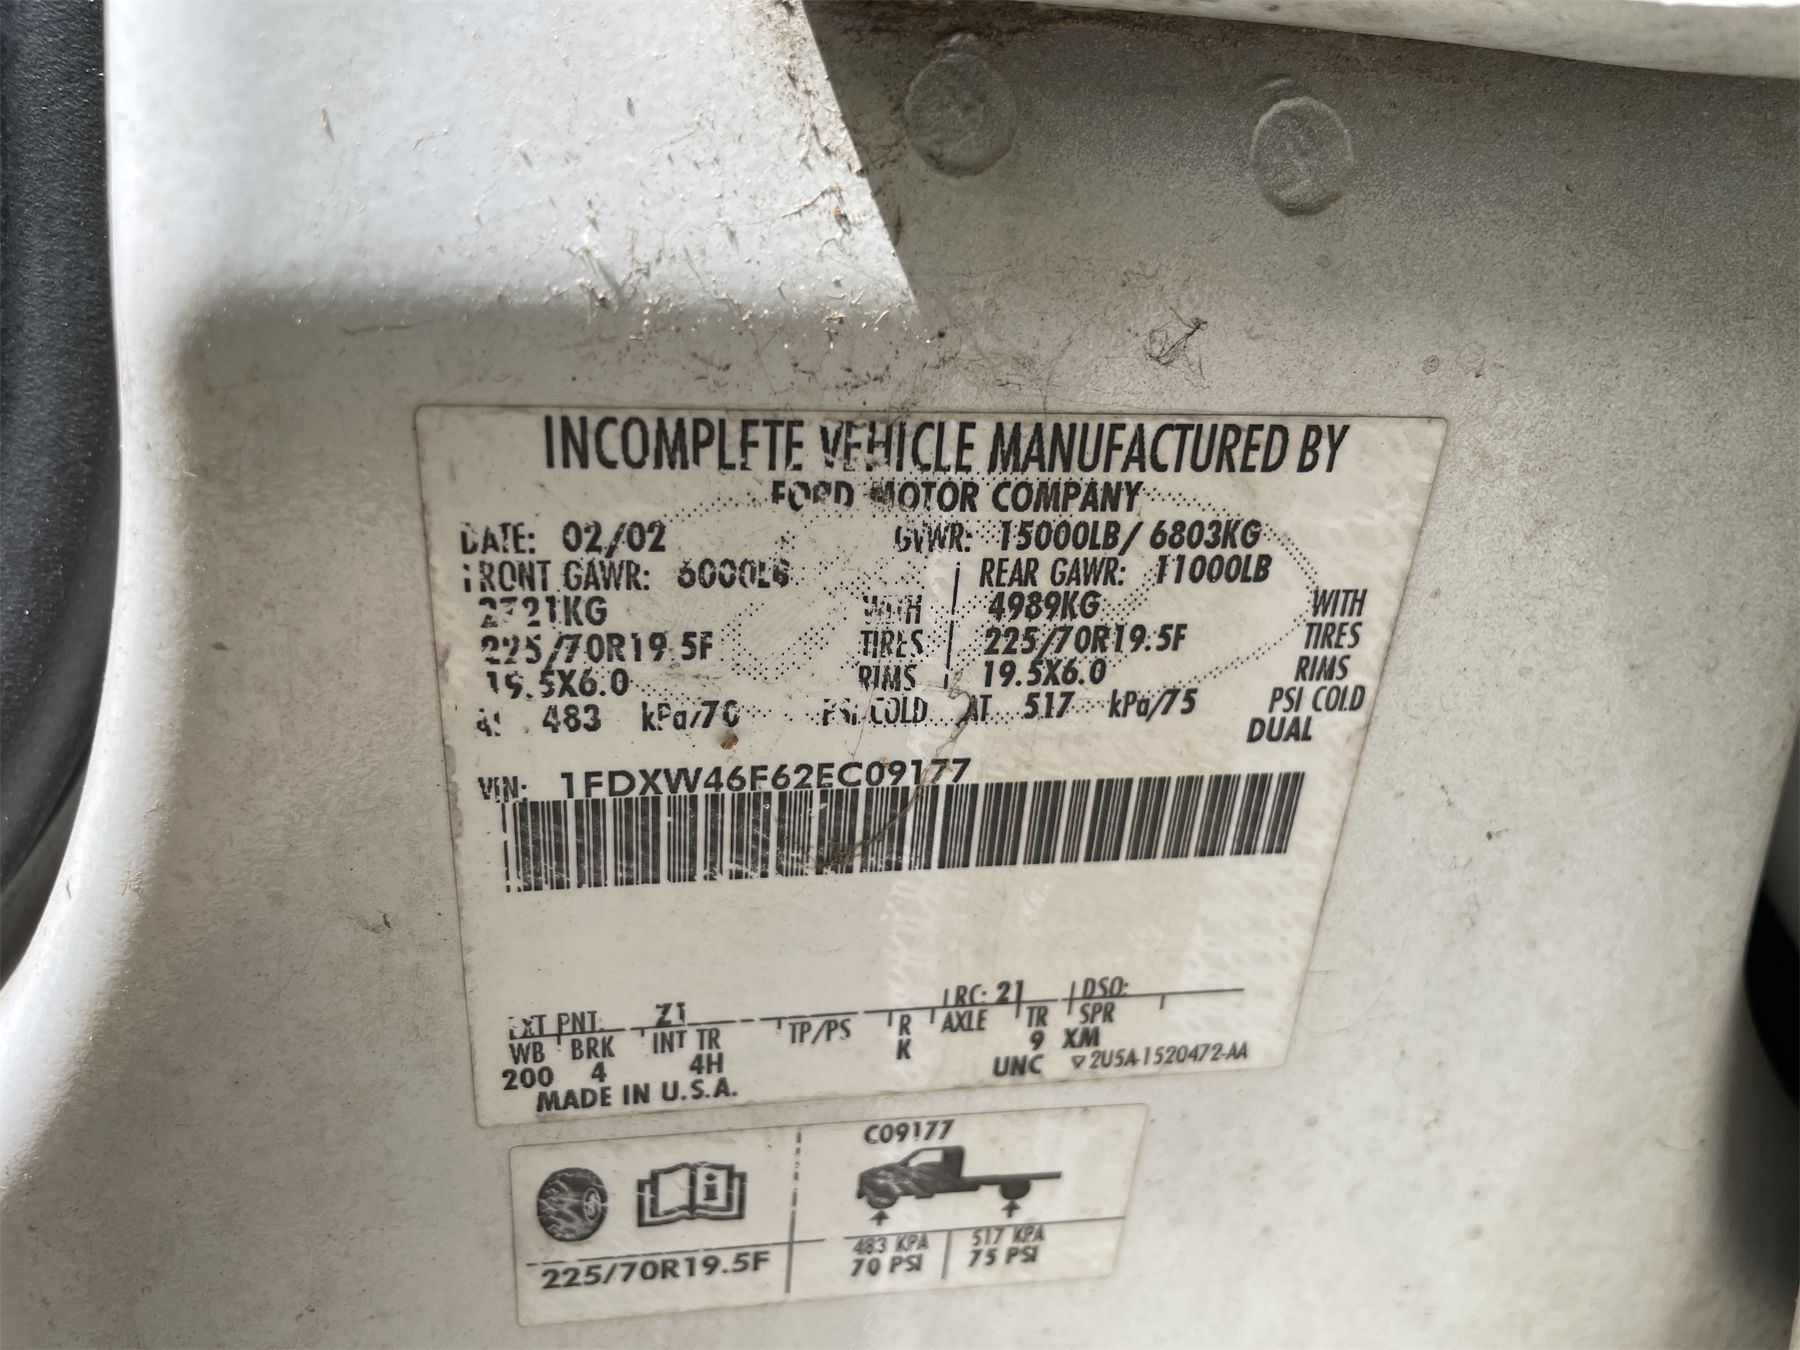 INCOMPLETE VEHICLE MANUFACTURED BY
FORD MOTOR COMPANY
DATE: 02/02 GVWR: 15000LB/ 6803KG
FRONT GAWR: 6000LB REAR GAWR: 11000LB
2721KG WITH 4989KG WITH
225/70R19.5F TIRES 225/70R19.5F TIRES
19.5X6.0 RIMS 19.5X6.0 RIMS
AT 483 kPa/70 PSI COLD AT 517 kPa/75 PSI COLD
DUAL
VIN: 1FDXW46F62EC09177
EXT PNT: Z1 RC: 21 DSO:
WB BRK INT TR TP/PS R AXLE TR SPR
200 4 4H K 9 XM
MADE IN U.S.A. UNC ▽2U5A-1520472-AA
C09177
i
483 KPA 517 KPA
225/70R19.5F 70 PSI 75 PSI